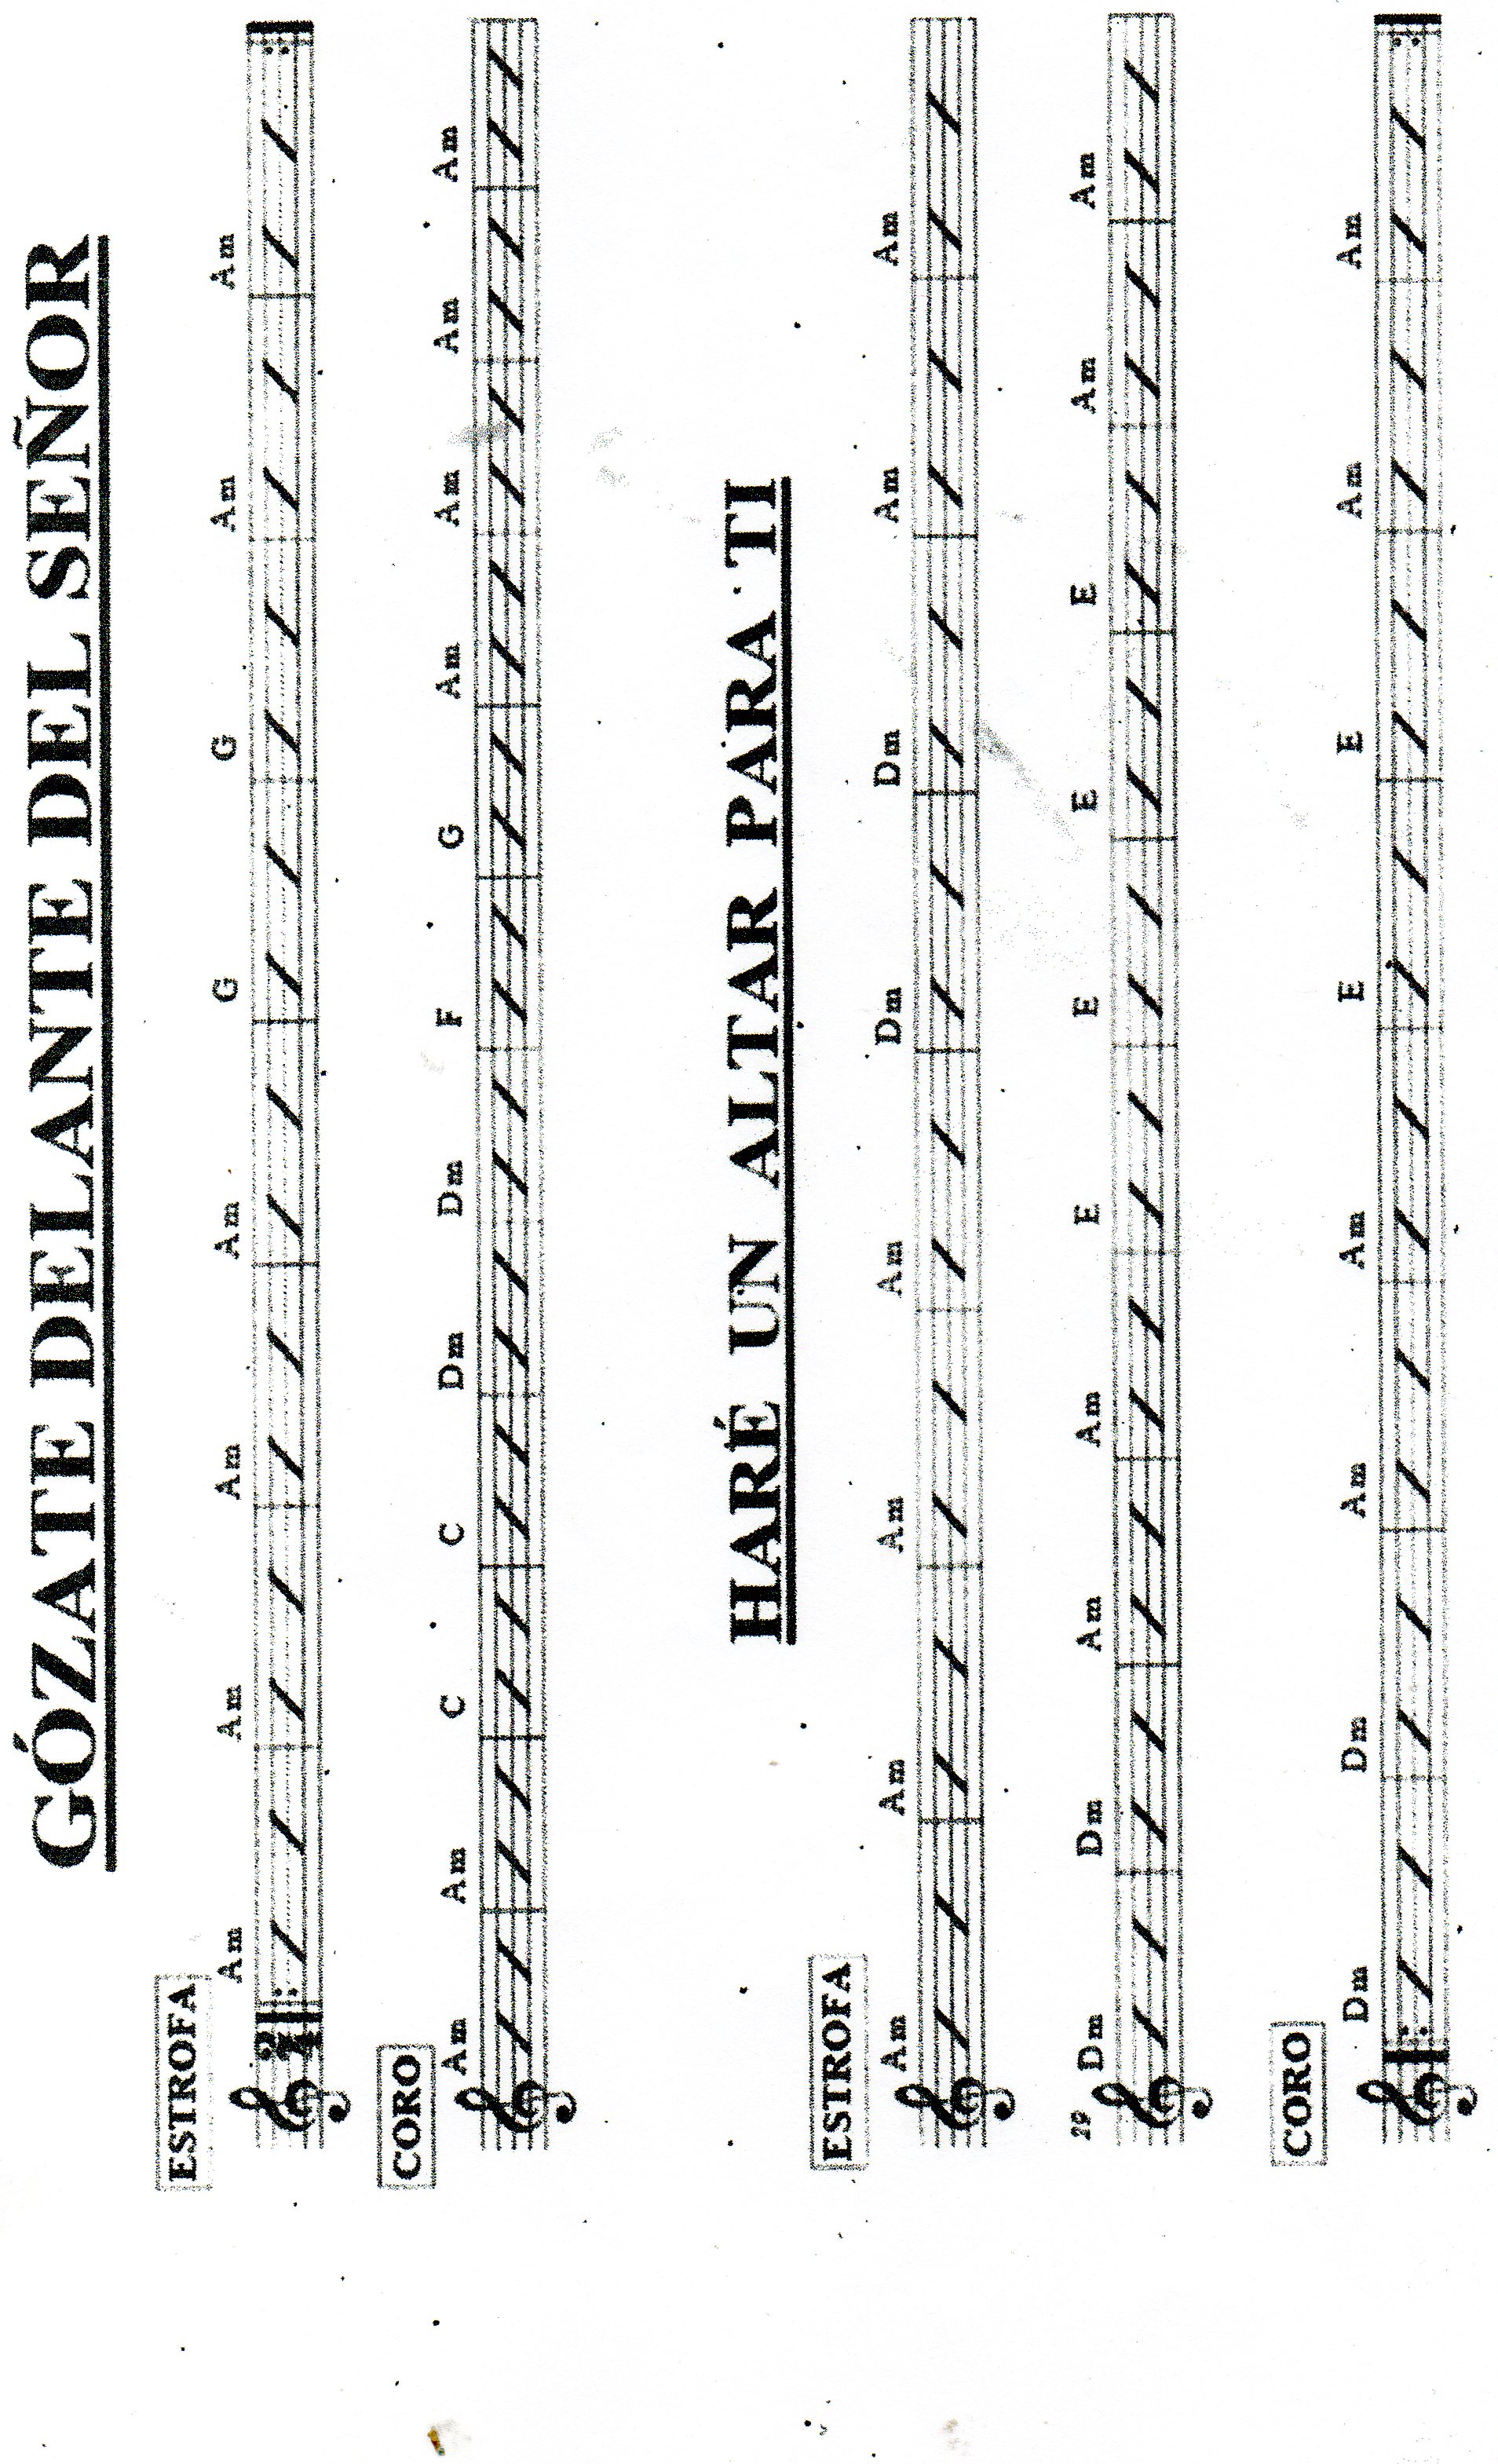 GÓZATE DELANTE DEL SEÑOR
ESTROFA
Am Am Am Am G G Am Am
2/4
CORO
Am Am C C Dm Dm F G Am Am Am Am
HARÉ UN ALTAR PARA TI
ESTROFA
Am Am Am Am Dm Dm Am Am
29
Dm Dm Am Am E E E E Am Am
CORO
Dm Dm Am Am E E Am Am